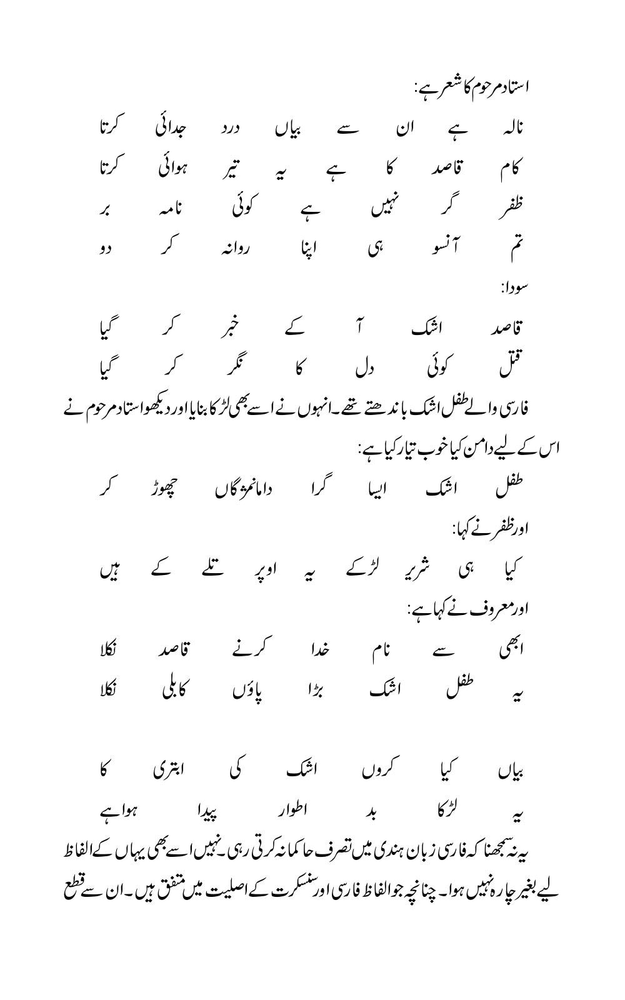 استاد مرحوم کا شعر ہے:
نالہ ہے ان سے بیاں درد جدائی کرتا
کام قاصد کا ہے یہ تیر ہوائی کرتا
ظفر گر نہیں ہے کوئی نامہ بر
تم آنسو ہی اپنا روانہ کر دو
سودا:
قاصد اشک آ کے خبر کر گیا
قتل کوئی دل کا نگر کر گیا
فارسی والے طفل اشک باندھتے تھے۔ انہوں نے اسے بھی لڑکا بنایا اور دیکھو استاد مرحوم نے
اس کے لیے دامن کیا خوب تیار کیا ہے:
طفل اشک ایسا گرا دامانمژگاں چھوڑ کر
اور ظفر نے کہا:
کیا ہی شریر لڑکے یہ اوپر تلے کے ہیں
اور معروف نے کہا ہے:
ابھی سے نام خدا کرنے قاصد نکلا
یہ طفل اشک بڑا پاؤں کابلی نکلا
بیاں کیا کروں اشک کی ابتری کا
یہ لڑکا بد اطوار پیدا ہوا ہے
یہ نہ سمجھنا کہ فارسی زبان ہندی میں تصرف حاکمانہ کرتی رہی۔ نہیں اسے بھی یہاں کے الفاظ
لیے بغیر چارہ نہیں ہوا۔ چنانچہ جو الفاظ فارسی اور سنسکرت کے اصلیت میں متفق ہیں۔ ان سے قطع